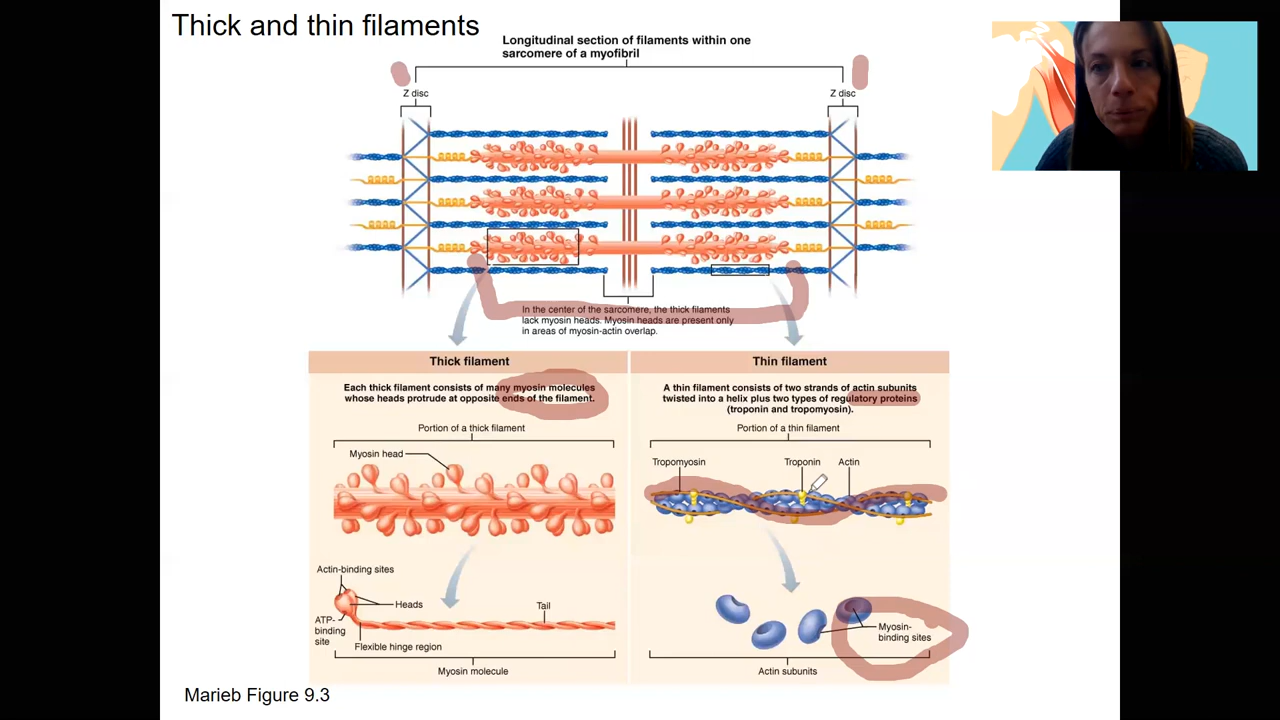 Thick and thin filaments
Longitudinal section of filaments within one
sarcomere of a myofibril
Z disc
Z disc
In the center of the sarcomere, the thick filaments
lack myosin heads. Myosin heads are present only
in areas of myosin-actin overlap.
Thick filament
Each thick filament consists of many myosin molecules
whose heads protrude at opposite ends of the filament.
Portion of a thick filament
Myosin head
Actin-binding sites
Heads
Tail
ATP-
binding
site
Flexible hinge region
Myosin molecule
Thin filament
A thin filament consists of two strands of actin subunits
twisted into a helix plus two types of regulatory proteins
(troponin and tropomyosin).
Portion of a thin filament
Tropomyosin
Troponin
Actin
Myosin-
binding sites
Actin subunits
Marieb Figure 9.3